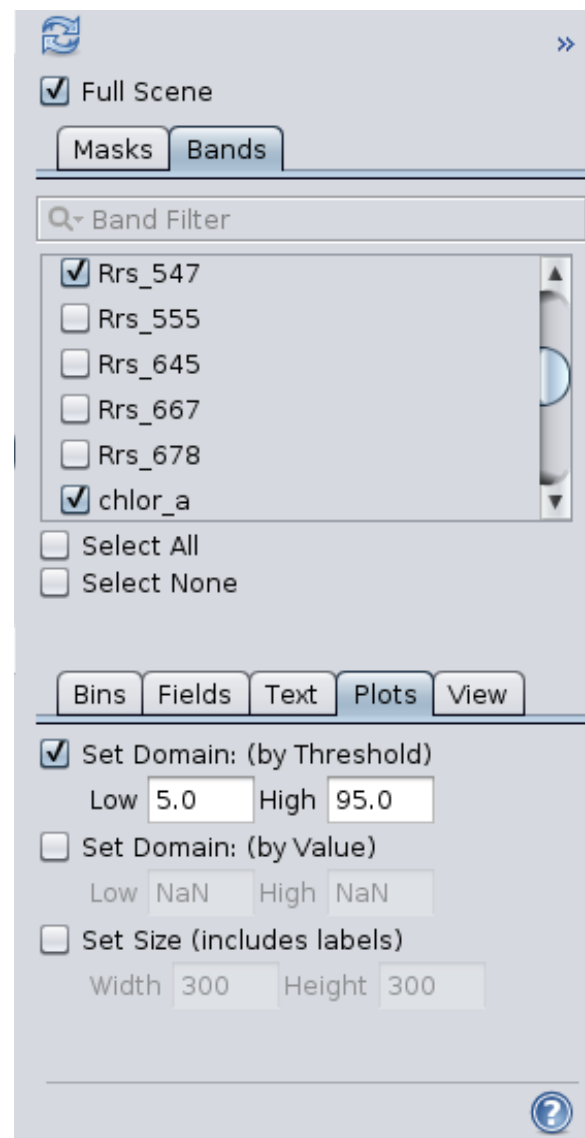 »
Full Scene
Masks Bands
Band Filter
Rrs_547
Rrs_555
Rrs_645
Rrs_667
Rrs_678
chlor_a
Select All
Select None
Bins Fields Text Plots View
Set Domain: (by Threshold)
Low 5.0 High 95.0
Set Domain: (by Value)
Low NaN High NaN
Set Size (includes labels)
Width 300 Height 300
?